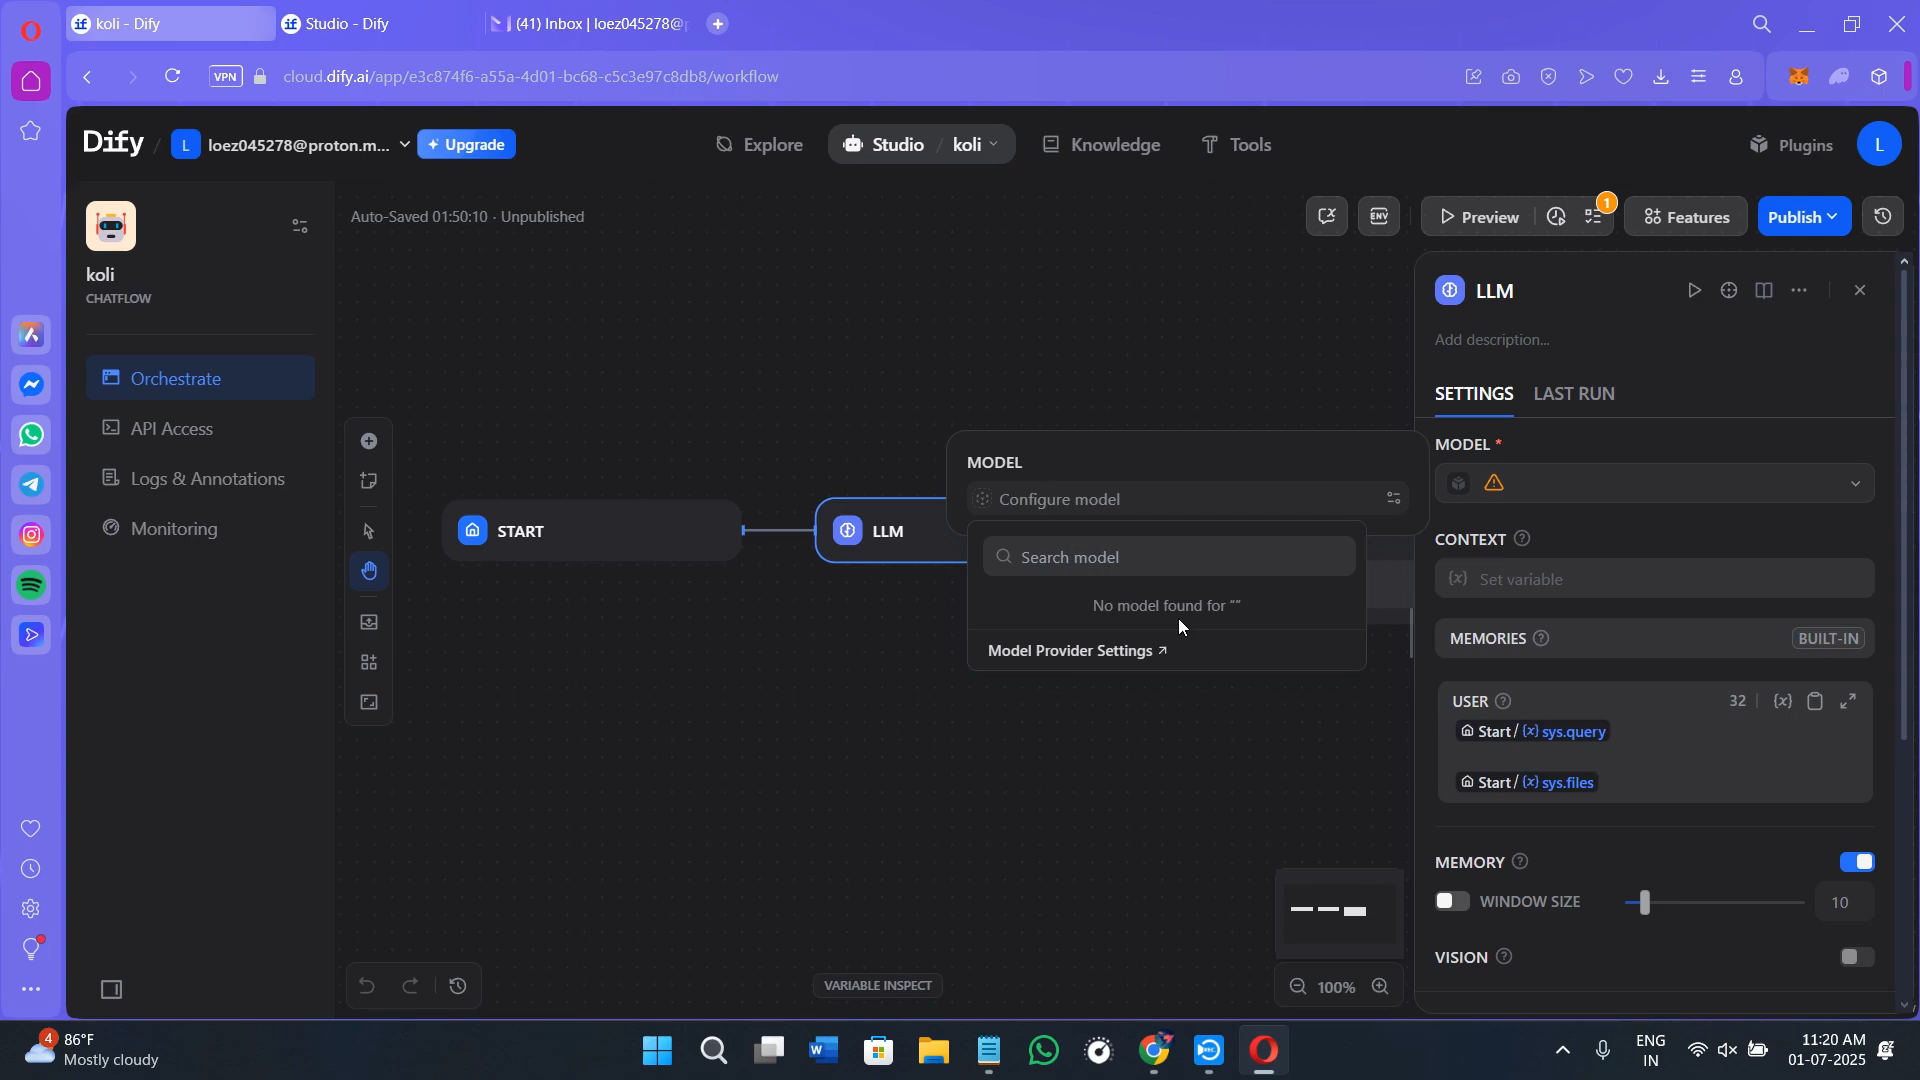 koli - Dify
Studio - Dify
(41) Inbox | loez045278@
VPN
cloud.dify.ai/app/e3c874f6-a55a-4d01-bc68-c5c3e97c8db8/workflow
Dify / L loez045278@proton.m...
Upgrade
Explore
Studio / koli
Knowledge
Tools
Plugins
L
Auto-Saved 01:50:10 · Unpublished
ENV
Preview
1
Features
Publish
koli
CHATFLOW
Orchestrate
API Access
Logs & Annotations
Monitoring
START
LLM
MODEL
Configure model
Search model
No model found for ""
Model Provider Settings
LLM
Add description...
SETTINGS
LAST RUN
MODEL *
CONTEXT
{x} Set variable
MEMORIES
BUILT-IN
USER
32
{x}
Start / {x} sys.query
Start / {x} sys.files
MEMORY
WINDOW SIZE
10
VISION
VARIABLE INSPECT
100%
4
86°F
Mostly cloudy
ENG
IN
11:20 AM
01-07-2025